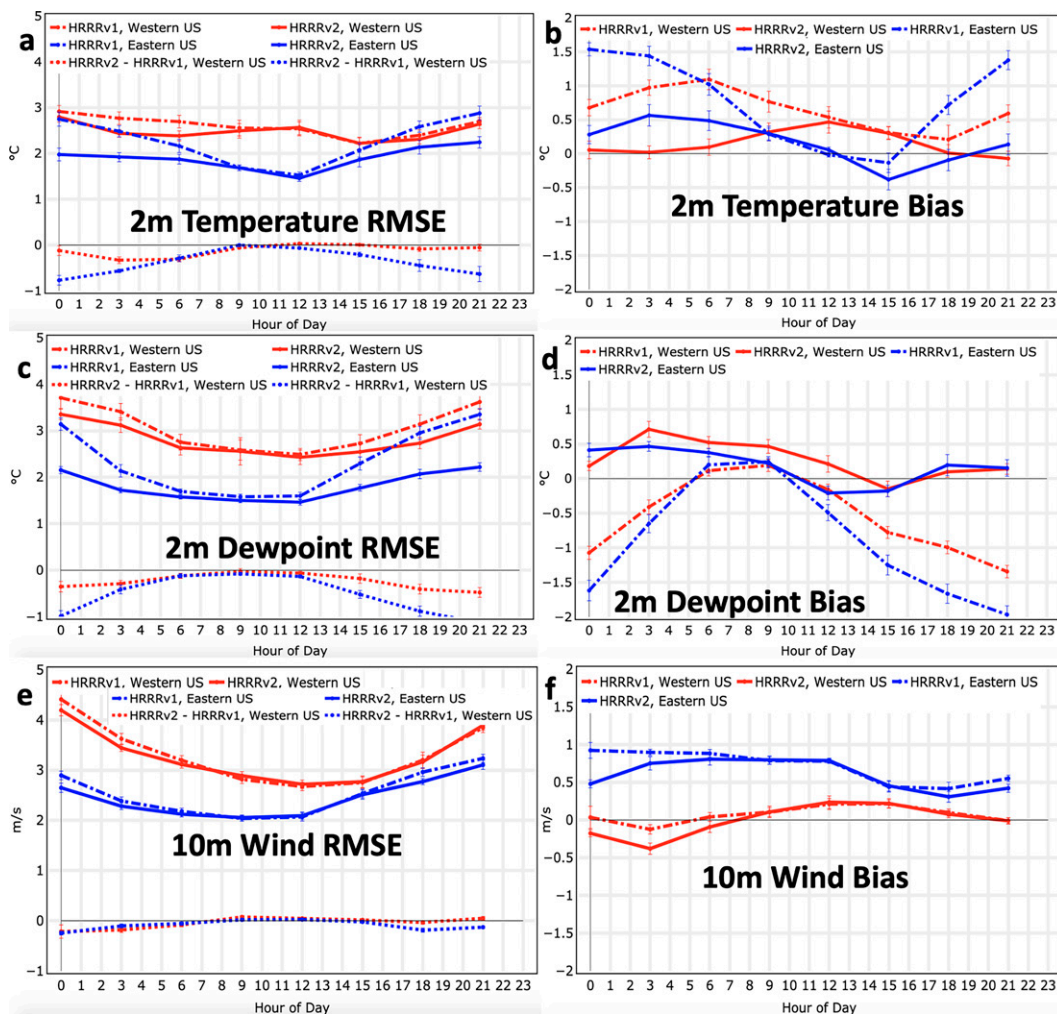 a
HRRRv1, Western US HRRRv2, Western US
HRRRv1, Eastern US HRRRv2, Eastern US
HRRRv2 - HRRRv1, Western US HRRRv2 - HRRRv1, Western US
5
4
3
2
1
0
−1
°C
2m Temperature RMSE
0 1 2 3 4 5 6 7 8 9 10 11 12 13 14 15 16 17 18 19 20 21 22 23
Hour of Day
b
HRRRv1, Western US HRRRv2, Western US HRRRv1, Eastern US
HRRRv2, Eastern US
2
1.5
1
0.5
0
−0.5
−1
−1.5
−2
°C
2m Temperature Bias
0 1 2 3 4 5 6 7 8 9 10 11 12 13 14 15 16 17 18 19 20 21 22 23
Hour of Day
c
HRRRv1, Western US HRRRv2, Western US
HRRRv1, Eastern US HRRRv2, Eastern US
HRRRv2 - HRRRv1, Western US HRRRv2 - HRRRv1, Western US
5
4
3
2
1
0
−1
°C
2m Dewpoint RMSE
0 1 2 3 4 5 6 7 8 9 10 11 12 13 14 15 16 17 18 19 20 21 22 23
Hour of Day
d
HRRRv1, Western US HRRRv2, Western US HRRRv1, Eastern US
HRRRv2, Eastern US
2
1.5
1
0.5
0
−0.5
−1
−1.5
−2
°C
2m Dewpoint Bias
0 1 2 3 4 5 6 7 8 9 10 11 12 13 14 15 16 17 18 19 20 21 22 23
Hour of Day
e
HRRRv1, Western US HRRRv2, Western US
HRRRv1, Eastern US HRRRv2, Eastern US
HRRRv2 - HRRRv1, Western US HRRRv2 - HRRRv1, Western US
5
4
3
2
1
0
−1
m/s
10m Wind RMSE
0 1 2 3 4 5 6 7 8 9 10 11 12 13 14 15 16 17 18 19 20 21 22 23
Hour of Day
f
HRRRv1, Western US HRRRv2, Western US HRRRv1, Eastern US
HRRRv2, Eastern US
2
1.5
1
0.5
0
−0.5
−1
−1.5
−2
m/s
10m Wind Bias
0 1 2 3 4 5 6 7 8 9 10 11 12 13 14 15 16 17 18 19 20 21 22 23
Hour of Day